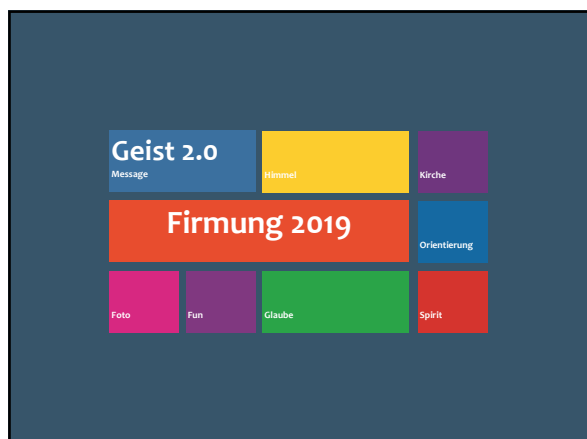 Geist 2.0
Message
Himmel
Kirche
Firmung 2019
Orientierung
Foto
Fun
Glaube
Spirit